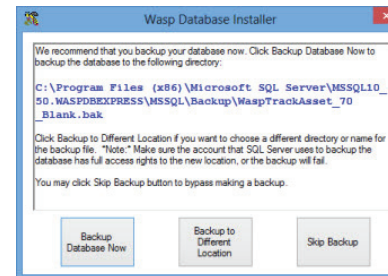 Wasp Database Installer
We recommend that you backup your database now. Click Backup Database Now to
backup the database to the following directory:
C:\Program Files (x86)\Microsoft SQL Server\MSSQL10_
50.WASPDBEXPRESS\MSSQL\Backup\WaspTrackAsset_70
_Blank.bak
Click Backup to Different Location if you want to choose a different directory or name for
the backup file. "Note:" Make sure the account that SQL Server uses to backup the
database has full access rights to the new location, or the backup will fail.
You may click Skip Backup button to bypass making a backup.
Backup
Database Now
Backup to
Different
Location
Skip Backup